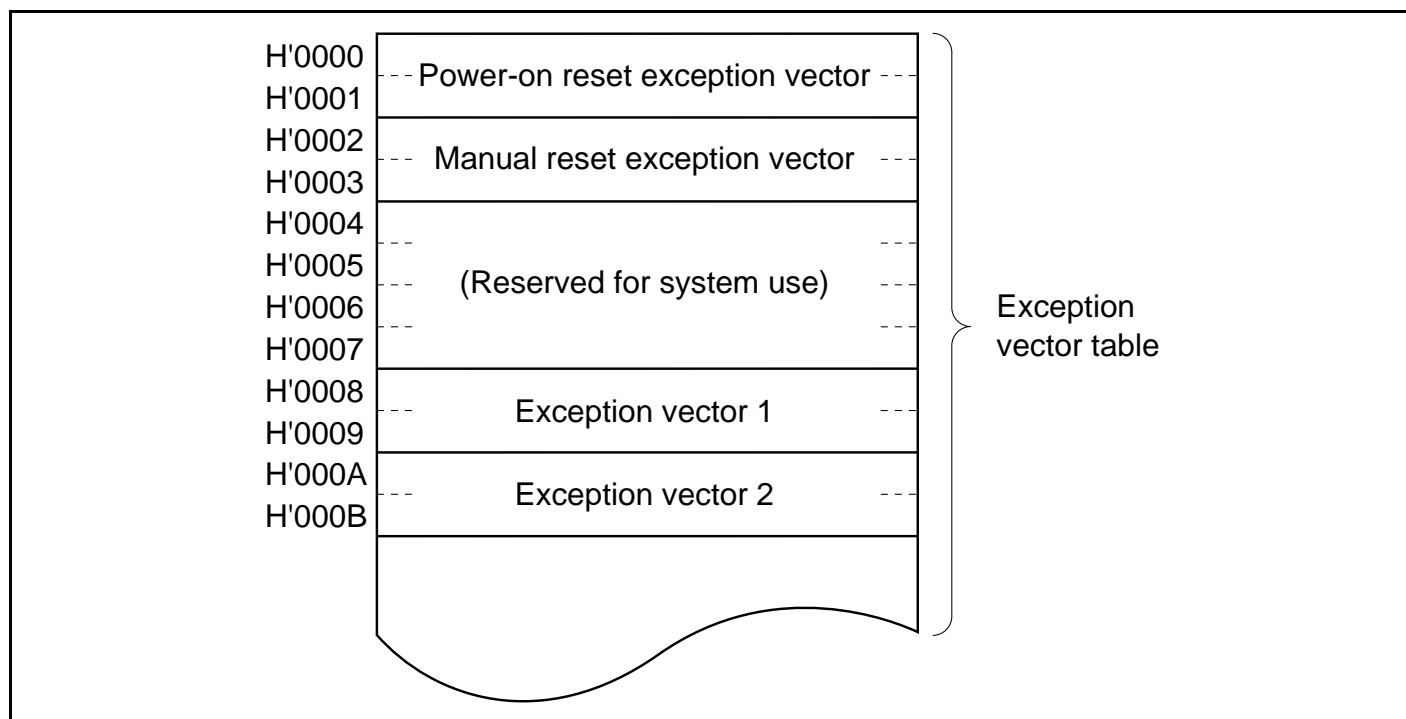 H'0000
Power-on reset exception vector
H'0001
H'0002
Manual reset exception vector
H'0003
H'0004
H'0005
(Reserved for system use)
H'0006
H'0007
H'0008
Exception vector 1
H'0009
H'000A
Exception vector 2
H'000B
Exception
vector table